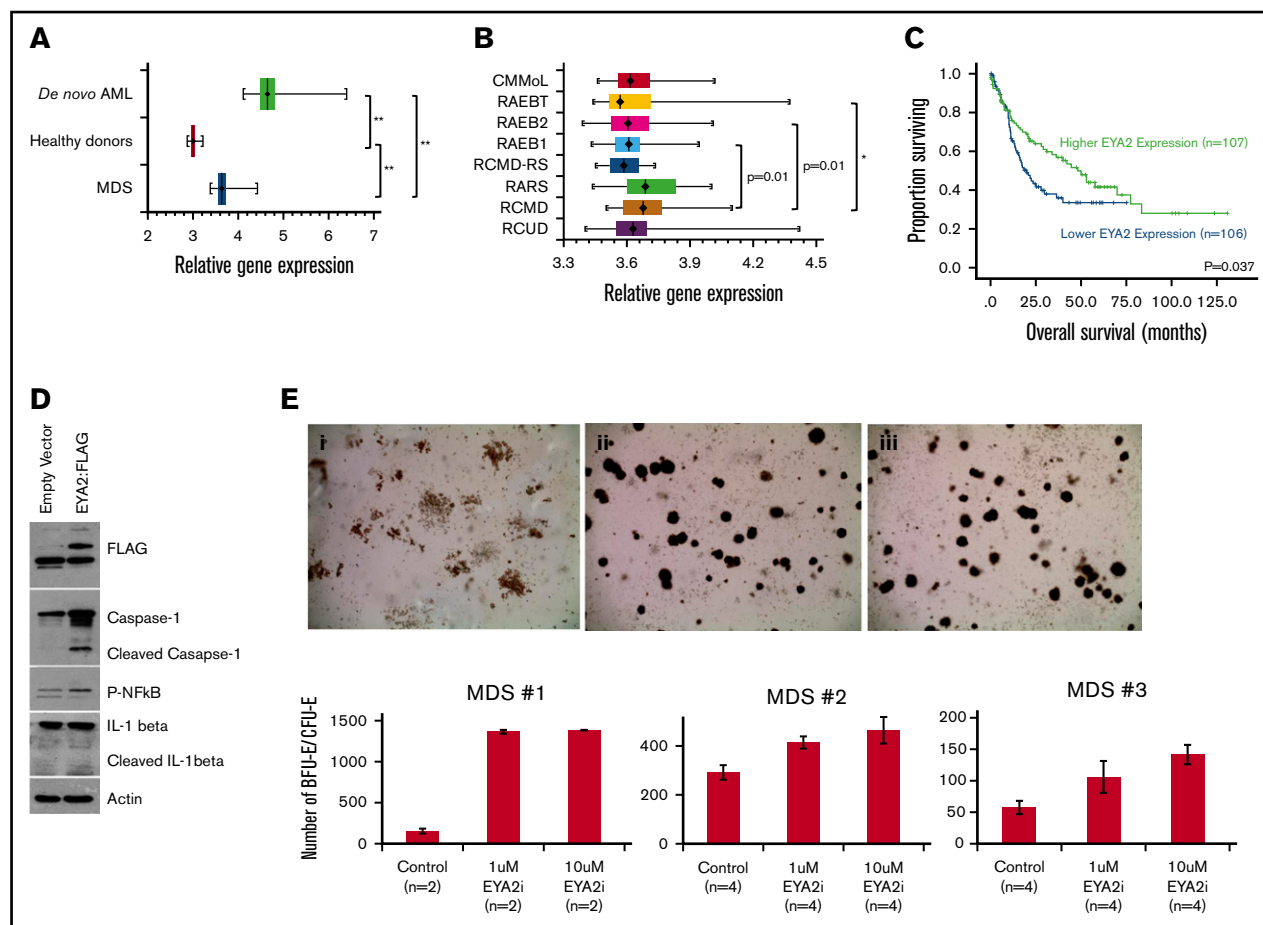 A
De novo AML
Healthy donors
MDS
**
**
**
2 3 4 5 6 7
Relative gene expression
B
CMMoL
RAEBT
RAEB2
RAEB1
RCMD-RS
RARS
RCMD
RCUD
p=0.01
p=0.01
*
3.3 3.6 3.9 4.2 4.5
Relative gene expression
C
Proportion surviving
1.0
0.8
0.6
0.4
0.2
0.0
Higher EYA2 Expression (n=107)
Lower EYA2 Expression (n=106)
P=0.037
.0 25.0 50.0 75.0 100.0 125.0
Overall survival (months)
D
Empty Vector
EYA2:FLAG
FLAG
Caspase-1
Cleaved Casapse-1
P-NFkB
IL-1 beta
Cleaved IL-1beta
Actin
E
i
ii
iii
Number of BFU-E/CFU-E
MDS #1
1500
1000
500
0
Control
(n=2)
1uM
EYA2i
(n=2)
10uM
EYA2i
(n=2)
MDS #2
400
200
0
Control
(n=4)
1uM
EYA2i
(n=4)
10uM
EYA2i
(n=4)
MDS #3
200
150
100
50
0
Control
(n=4)
1uM
EYA2i
(n=4)
10uM
EYA2i
(n=4)